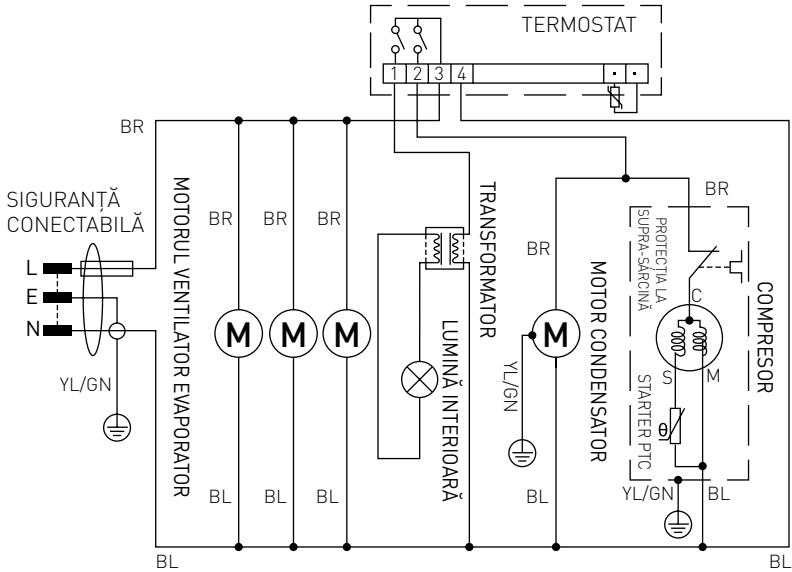 TERMOSTAT
1 2 3 4
BR
SIGURANȚĂ
CONECTABILĂ
L
E
N
YL/GN
MOTORUL VENTILATOR EVAPORATOR
BR
BR
BR
M
M
M
BL
BL
BL
TRANSFORMATOR
LUMINĂ INTERIOARĂ
BR
M
YL/GN
BL
MOTOR CONDENSATOR
BR
PROTECȚIA LA
SUPRA-SĂRCINĂ
C
S
M
STARTER PTC
θ
COMPRESOR
YL/GN
BL
BL
BL